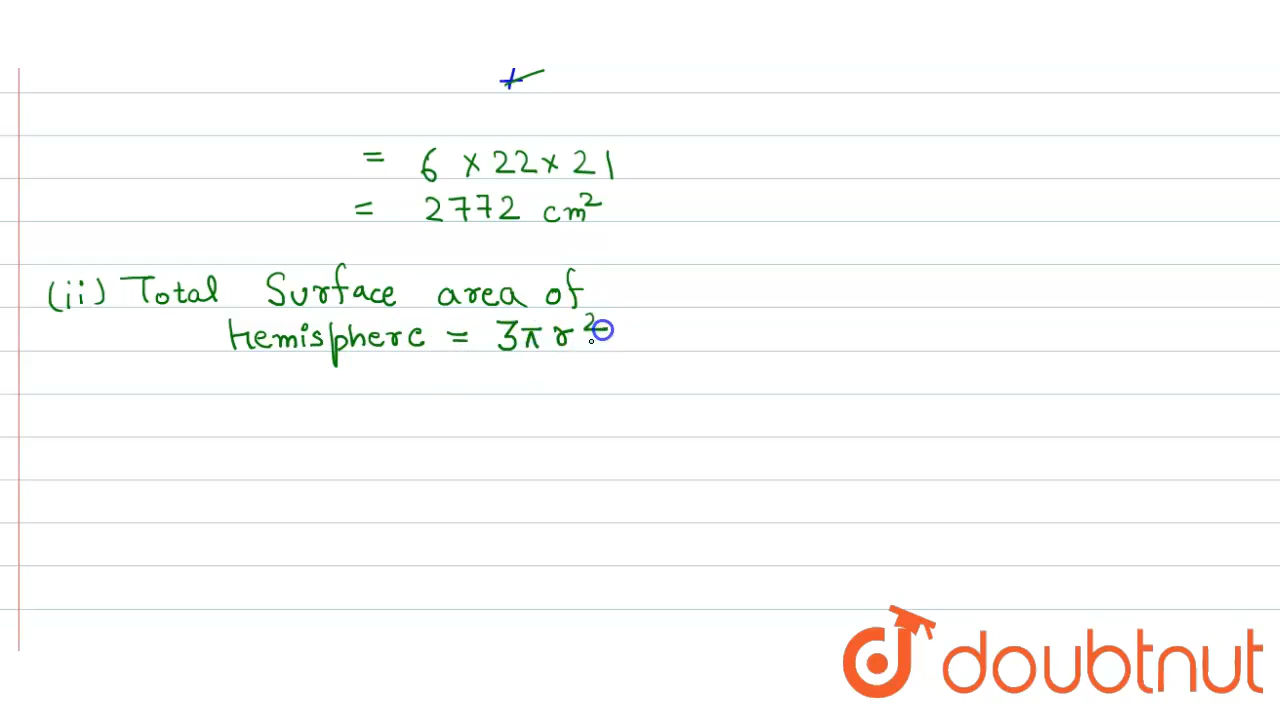 = 6 × 22 × 21
= 2772 cm²
(ii) Total Surface area of
hemisphere = 3πr²
doubtnut